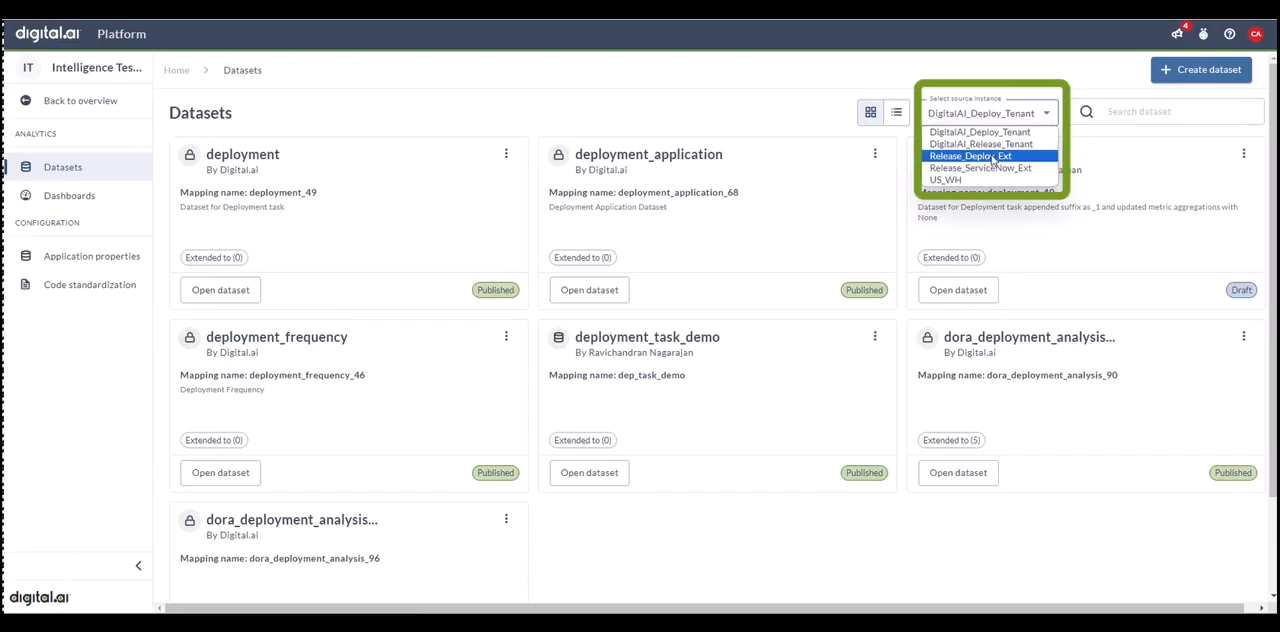 digital.ai Platform
4
CA
IT Intelligence Tes...
Back to overview
ANALYTICS
Datasets
Dashboards
CONFIGURATION
Application properties
Code standardization
digital.ai
Home > Datasets
+ Create dataset
Datasets
Select source instance
DigitalAI_Deploy_Tenant
DigitalAI_Deploy_Tenant
DigitalAI_Release_Tenant
Release_Deploy_Ext
Release_ServiceNow_Ext
US_WH
Search dataset
deployment
By Digital.ai
Mapping name: deployment_49
Dataset for Deployment task
Extended to (0)
Open dataset
Published
deployment_application
By Digital.ai
Mapping name: deployment_application_68
Deployment Application Dataset
Extended to (0)
Open dataset
Published
Dataset for Deployment task appended suffix as _1 and updated metric aggregations with
None
Extended to (0)
Open dataset
Draft
deployment_frequency
By Digital.ai
Mapping name: deployment_frequency_46
Deployment Frequency
Extended to (0)
Open dataset
Published
deployment_task_demo
By Ravichandran Nagarajan
Mapping name: dep_task_demo
Extended to (0)
Open dataset
Published
dora_deployment_analysis...
By Digital.ai
Mapping name: dora_deployment_analysis_90
Extended to (5)
Open dataset
Published
dora_deployment_analysis...
By Digital.ai
Mapping name: dora_deployment_analysis_96